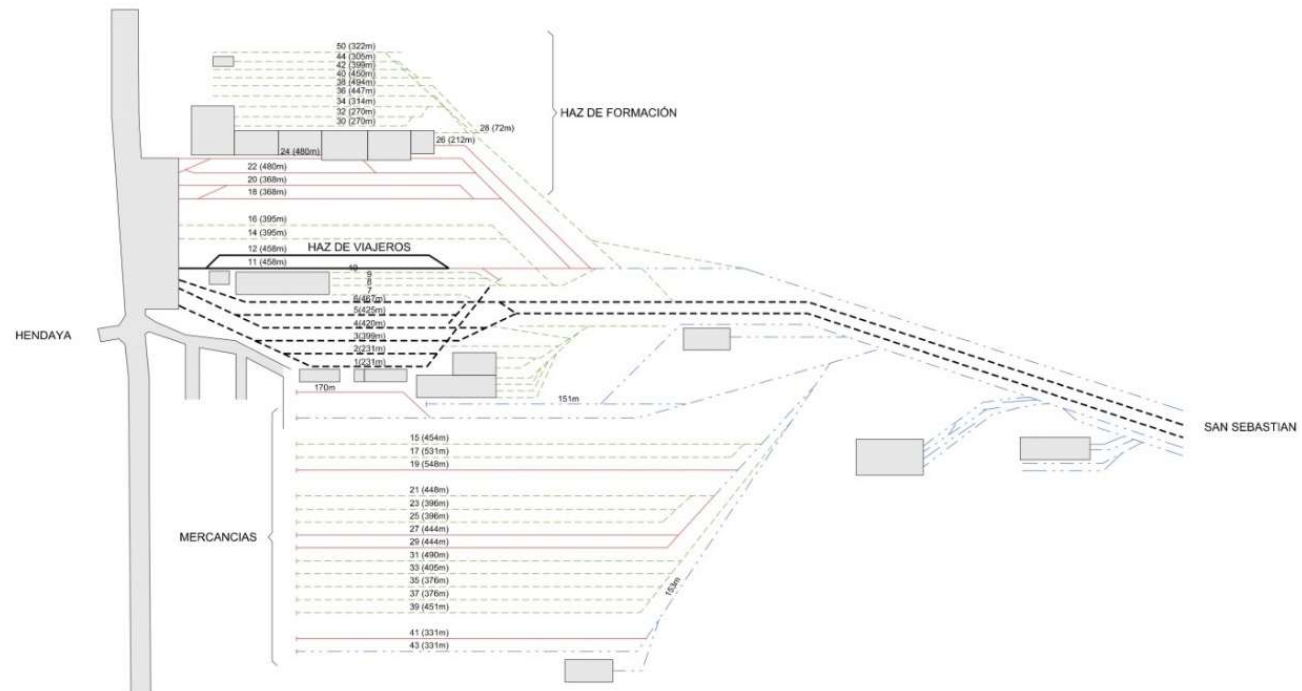 50 (322m)
44 (305m)
42 (399m)
40 (450m)
38 (494m)
36 (447m)
34 (314m)
32 (270m)
30 (270m)
HAZ DE FORMACIÓN
28 (72m)
26 (212m)
24 (480m)
22 (480m)
20 (368m)
18 (368m)
16 (395m)
14 (395m)
12 (458m)
HAZ DE VIAJEROS
11 (458m)
10
9
8
7
6(467m)
5(425m)
4(420m)
3(399m)
2(231m)
1(231m)
HENDAYA
170m
151m
SAN SEBASTIAN
15 (454m)
17 (531m)
19 (548m)
21 (448m)
23 (396m)
25 (396m)
27 (444m)
29 (444m)
MERCANCIAS
31 (490m)
33 (405m)
35 (376m)
37 (376m)
39 (451m)
153m
41 (331m)
43 (331m)